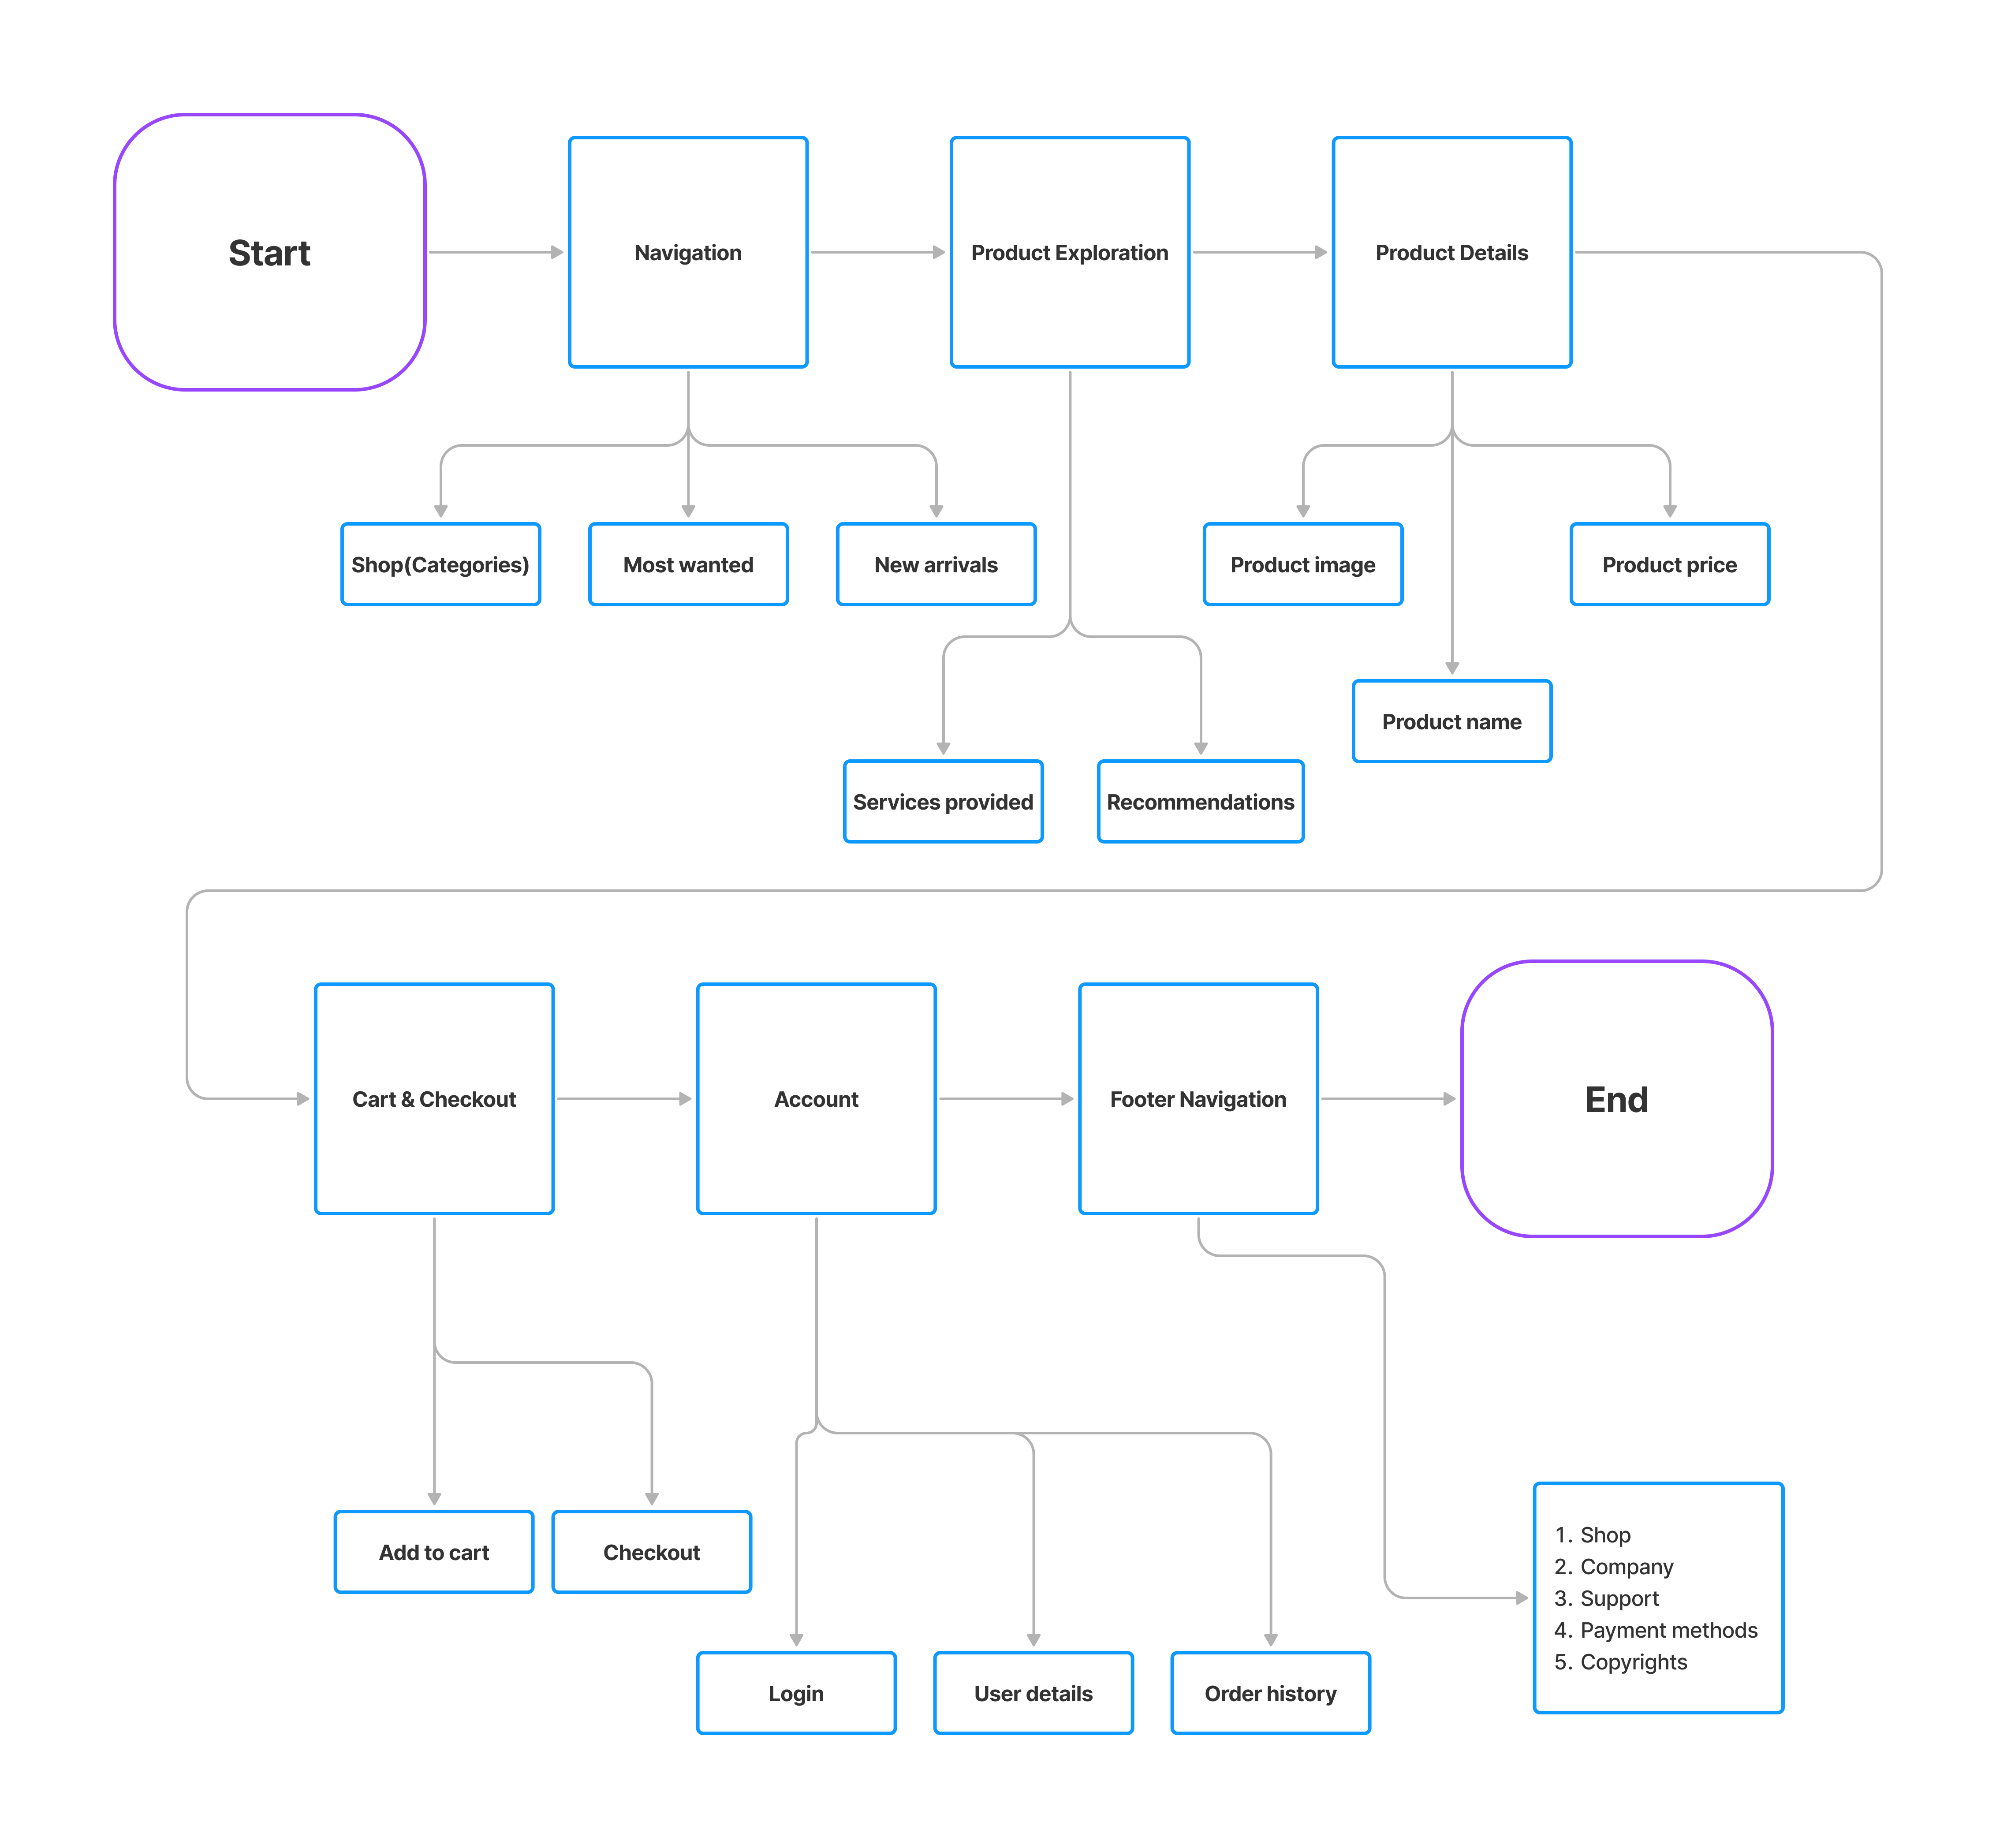 Start
Navigation
Product Exploration
Product Details
Shop(Categories)
Most wanted
New arrivals
Product image
Product price
Product name
Services provided
Recommendations
Cart & Checkout
Account
Footer Navigation
End
Add to cart
Checkout
Login
User details
Order history
1. Shop
2. Company
3. Support
4. Payment methods
5. Copyrights